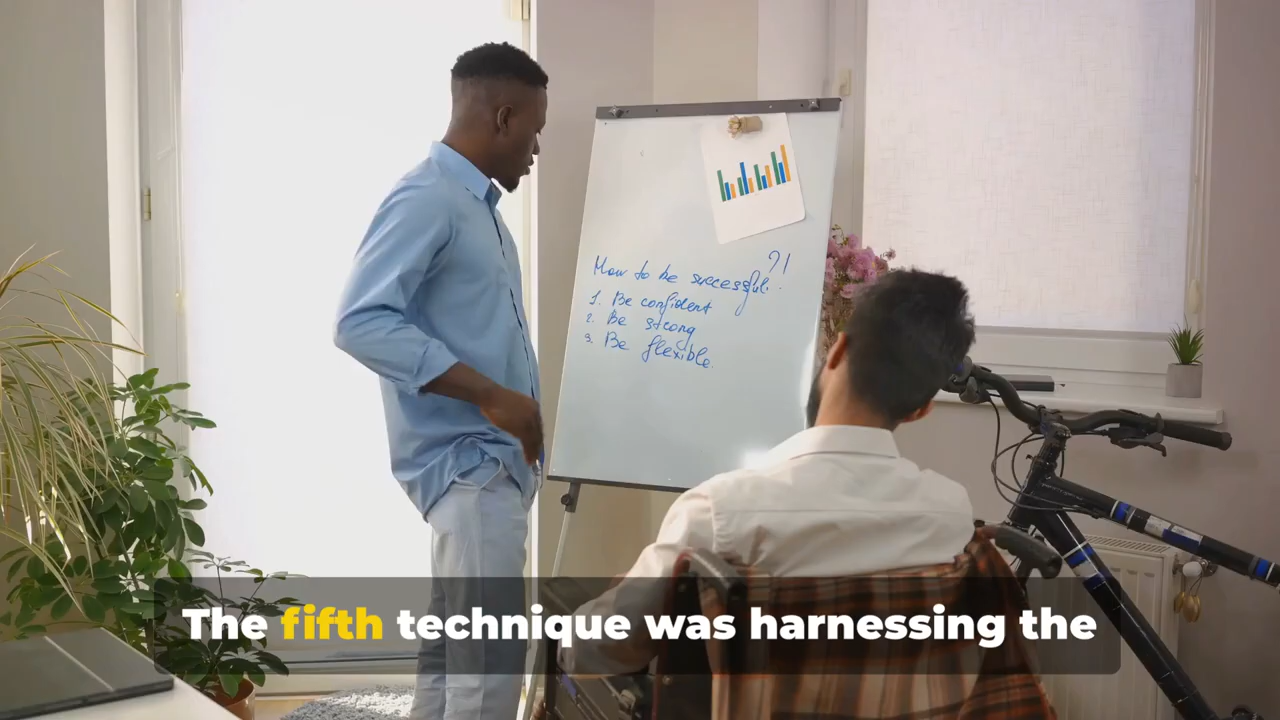 ?!
How to be successful.
1. Be confident
2. Be strong
3. Be flexible.
The fifth technique was harnessing the